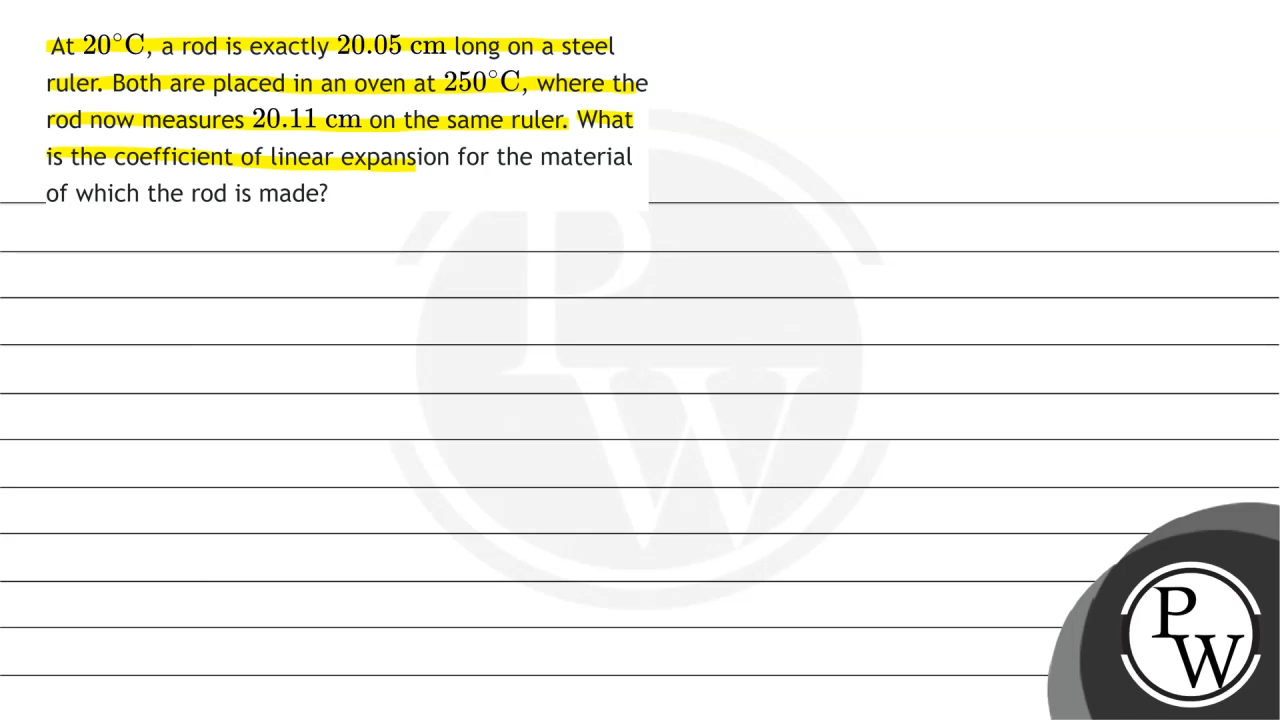 At 20°C, a rod is exactly 20.05 cm long on a steel
ruler. Both are placed in an oven at 250°C, where the
rod now measures 20.11 cm on the same ruler. What
is the coefficient of linear expansion for the material
of which the rod is made?
P
W
P
W